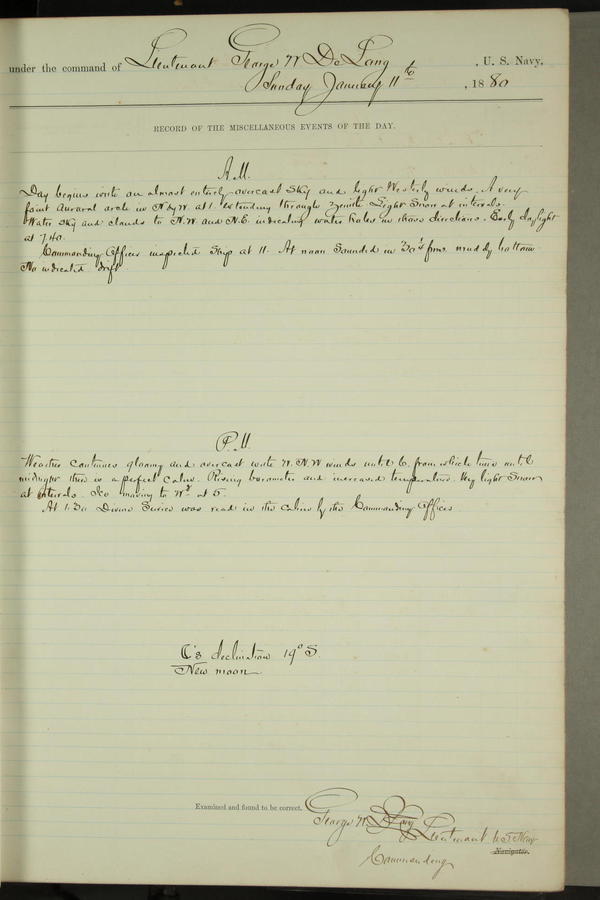 under the command of Lieutenant George W De Long, U. S. Navy,
Sunday January 11th, 1880
RECORD OF THE MISCELLANEOUS EVENTS OF THE DAY.
A.M.
Day begins with an almost entirely overcast sky and light Westerly winds. A very
faint Auroral arch in N by W. at 1. extending through zenith. Light Snow at intervals.
Water sky and clouds to N.W. and N.E. indicating water holes in those directions. Early daylight
at 7.40.
Commanding Officer inspected Ship at 11. At noon Sounded in 30½ fms. muddy bottom
No indicated drift.
P.M.
Weather continues gloomy and overcast with W.N.W winds until 6. from which time until
midnight there is a perfect calm. Rising barometer and increased temperature. Very light Snow
at intervals. Ice moving to Wd at 5.
At 1.30 Divine Service was read in the cabin by the Commanding Officer.
☾'s declination 19° S.
New moon
Examined and found to be correct.
George W. De Long Lieutenant U.S. Navy
Navigator.
Commanding